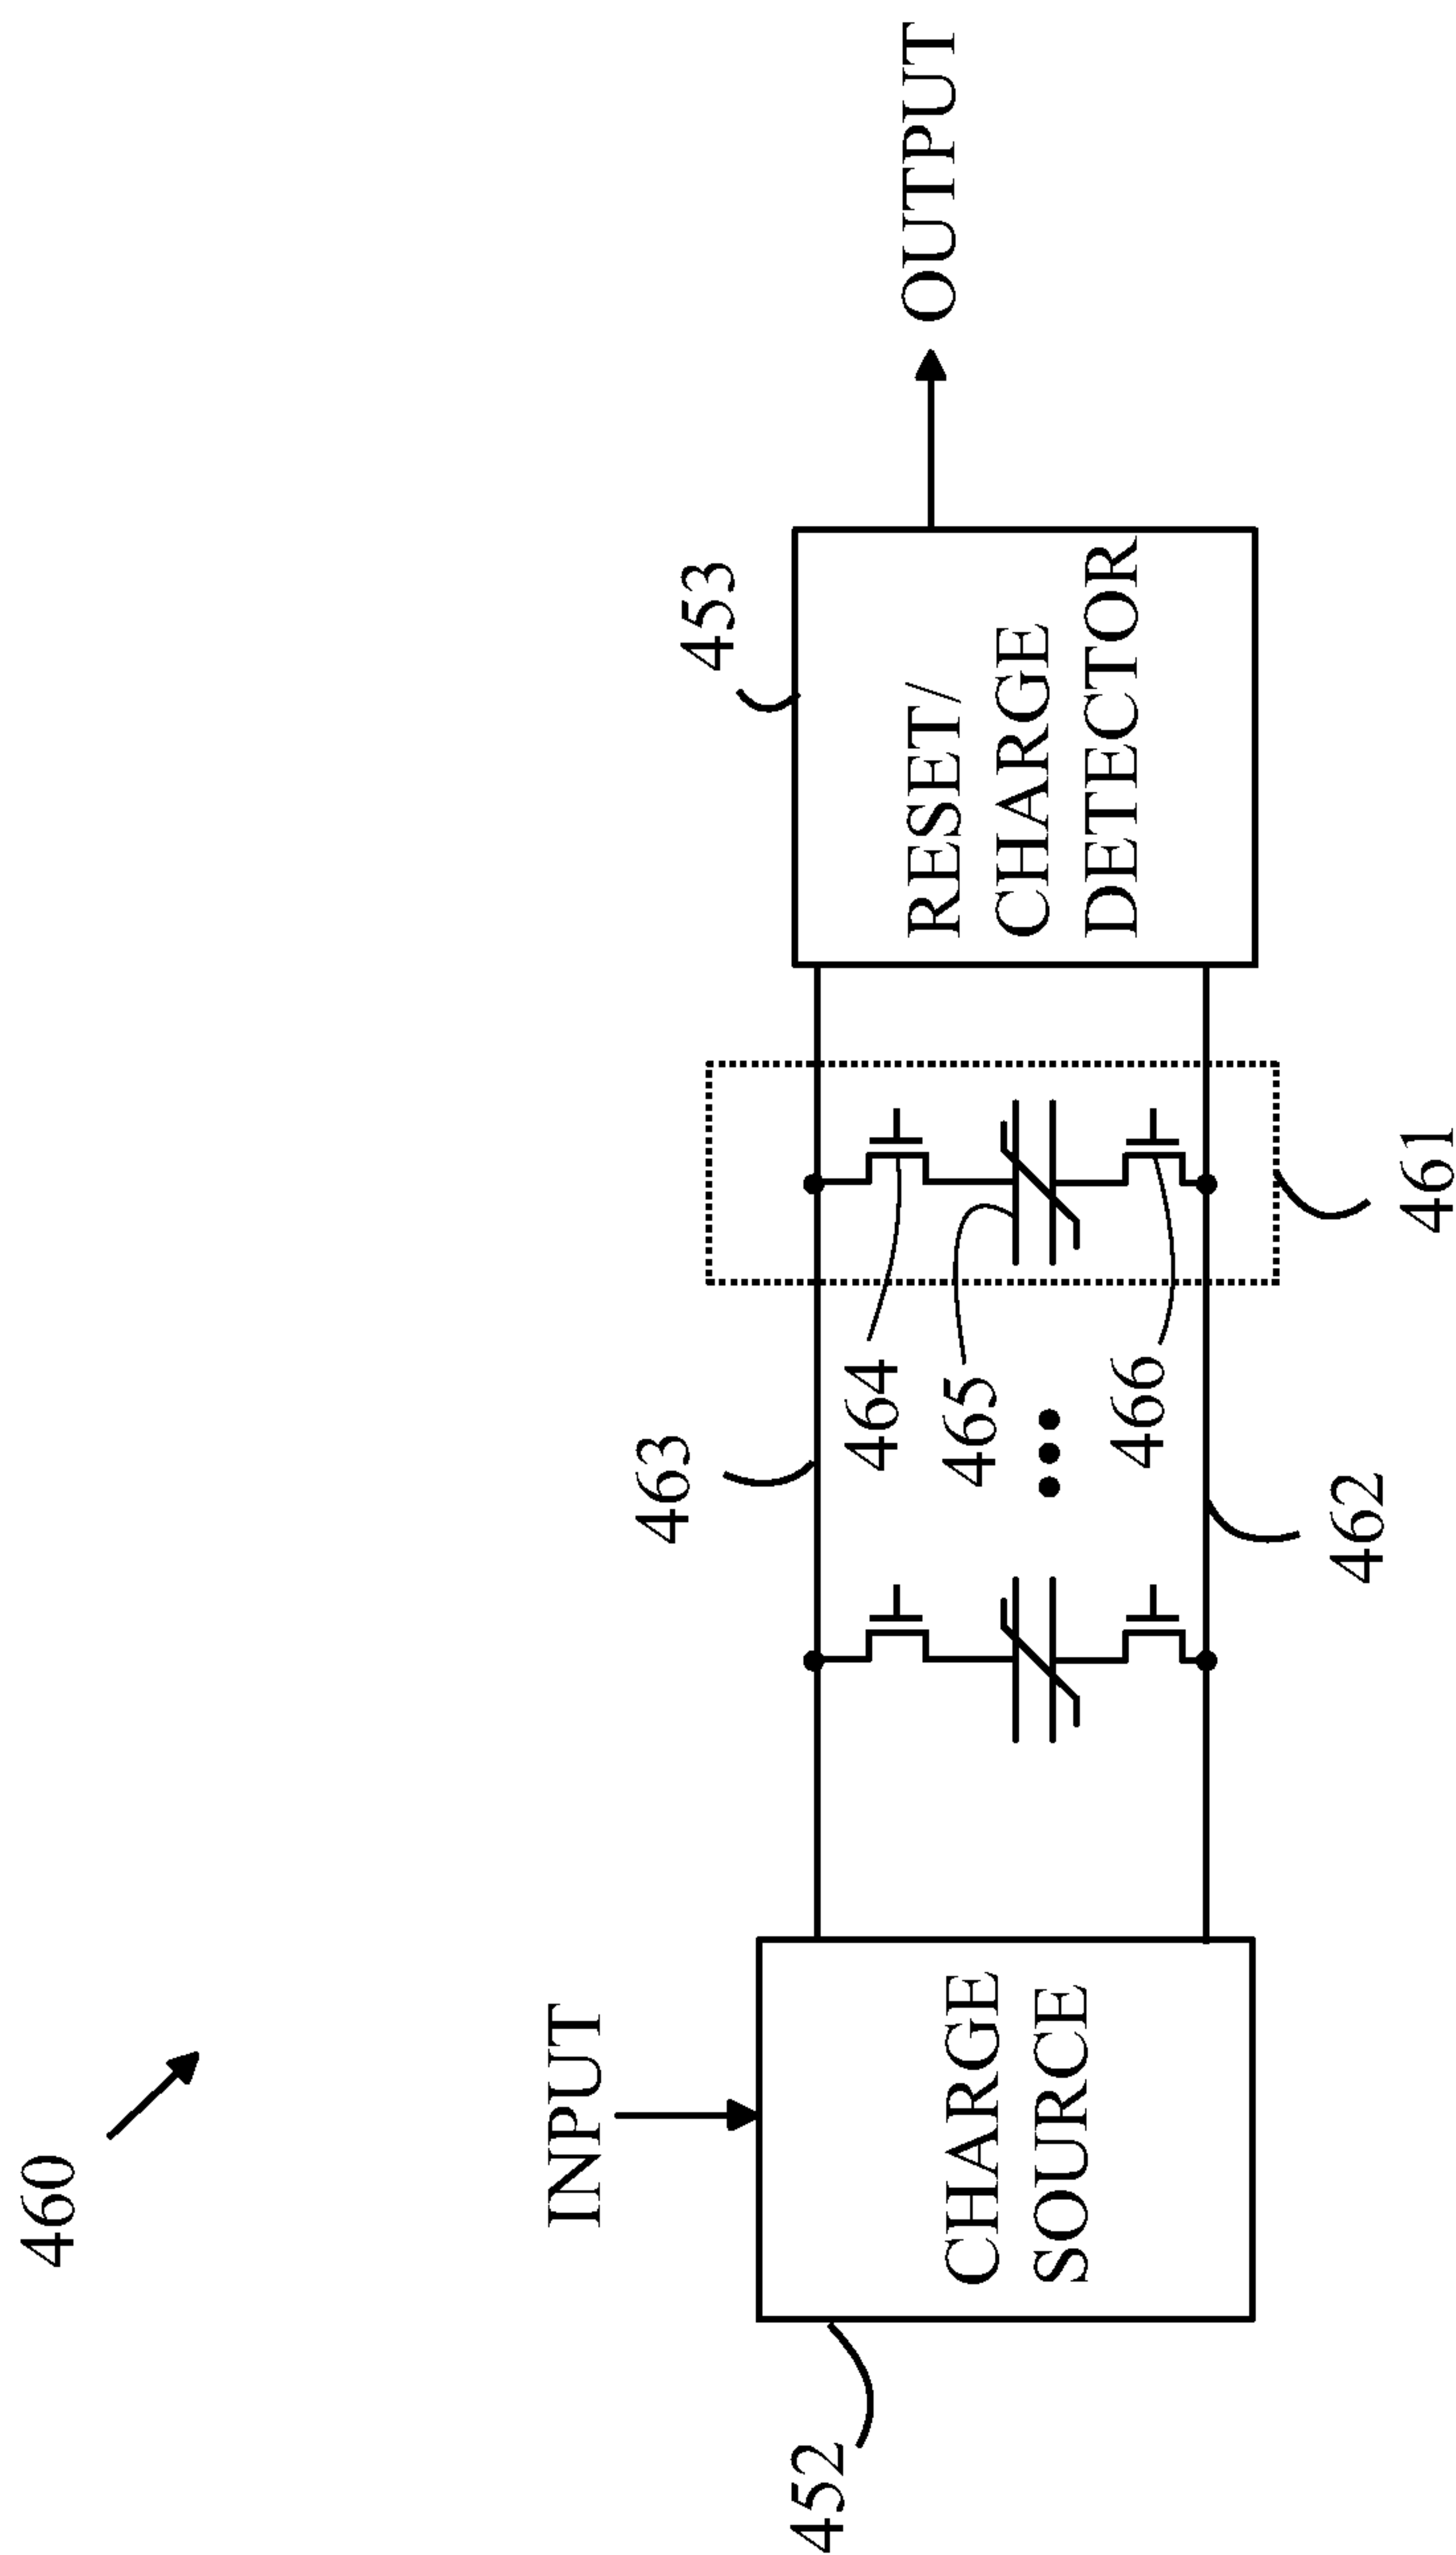 460
INPUT
452
CHARGE
SOURCE
463
464
465
466
462
461
453
RESET/
CHARGE
DETECTOR
OUTPUT